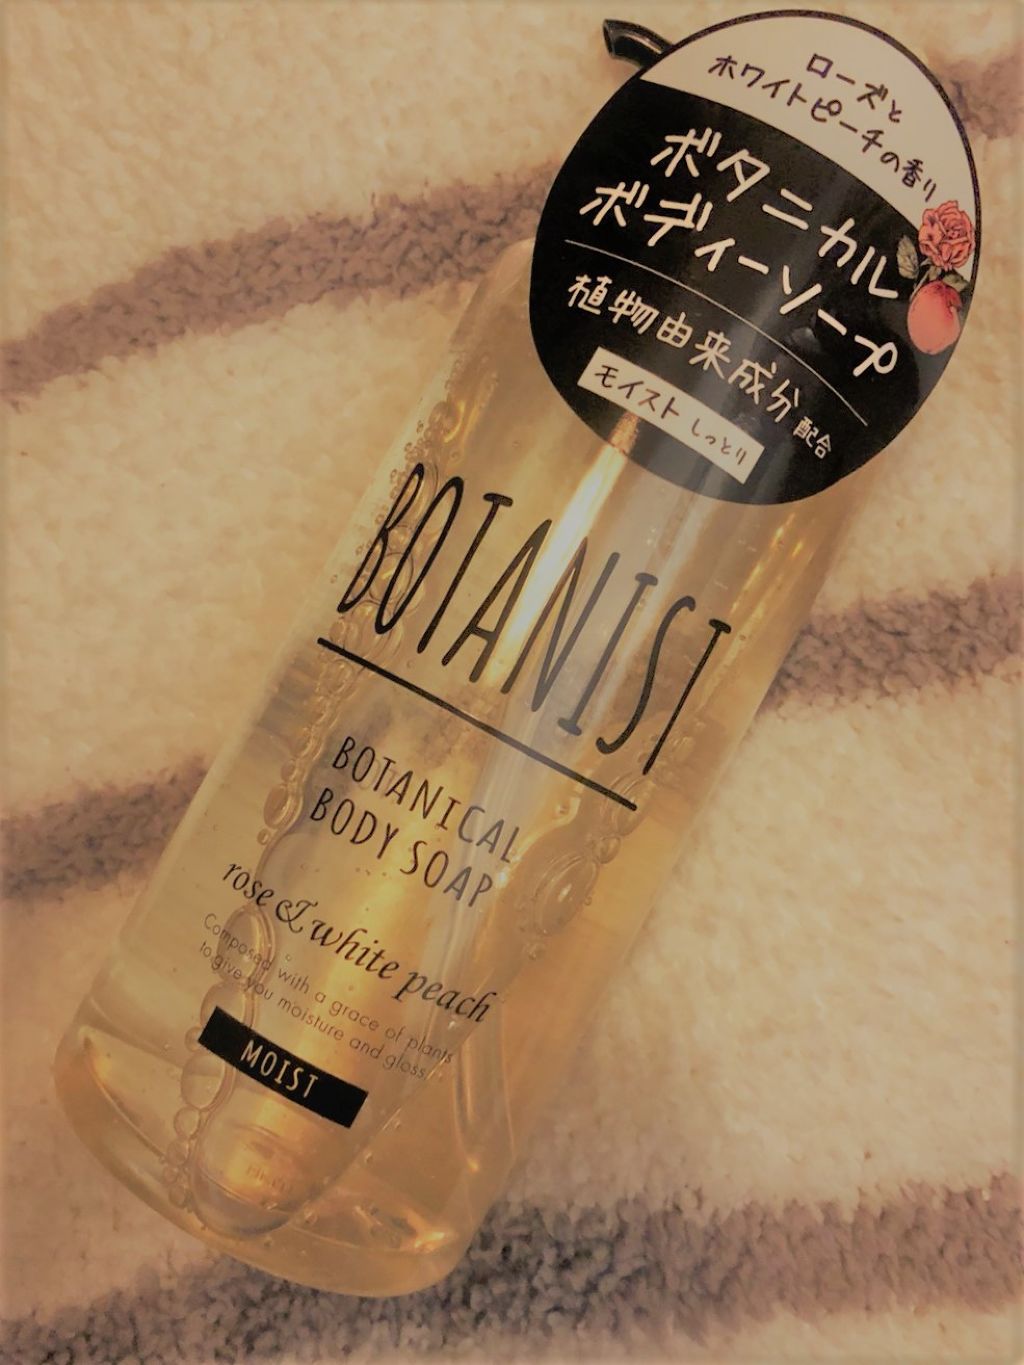 ローズと
ホワイトピーチの香り
ボタニカル
ボディーソープ
植物由来成分配合
モイスト しっとり
BOTANIST
BOTANICAL
BODY SOAP
rose & white peach
Composed with a grace of plants
to give you moisture and gloss.
MOIST